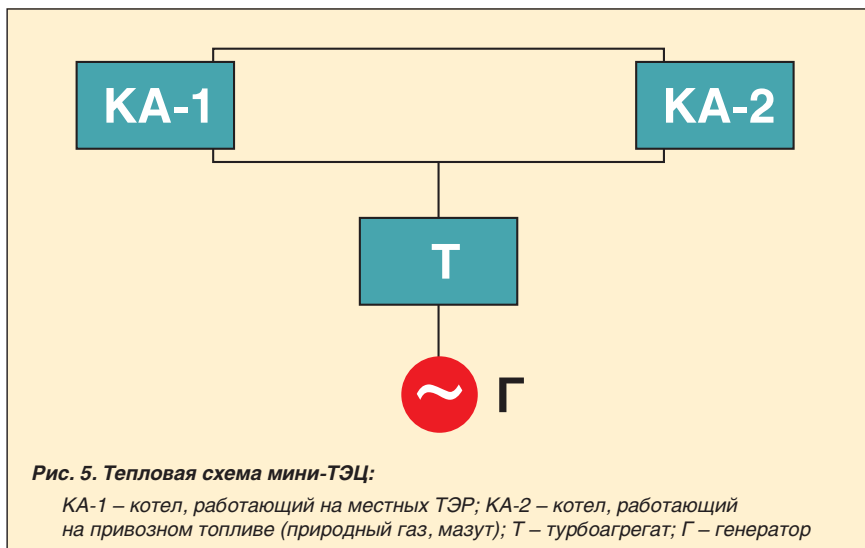 КА-1 КА-2
Т
~ Г
Рис. 5. Тепловая схема мини-ТЭЦ:
КА-1 – котел, работающий на местных ТЭР; КА-2 – котел, работающий
на привозном топливе (природный газ, мазут); Т – турбоагрегат; Г – генератор